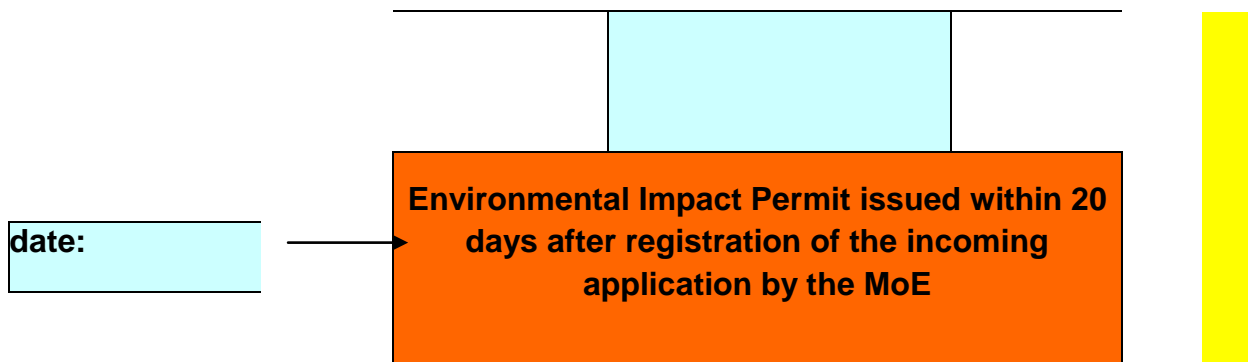 Environmental Impact Permit issued within 20
date:
days after registration of the incoming
application by the MoE